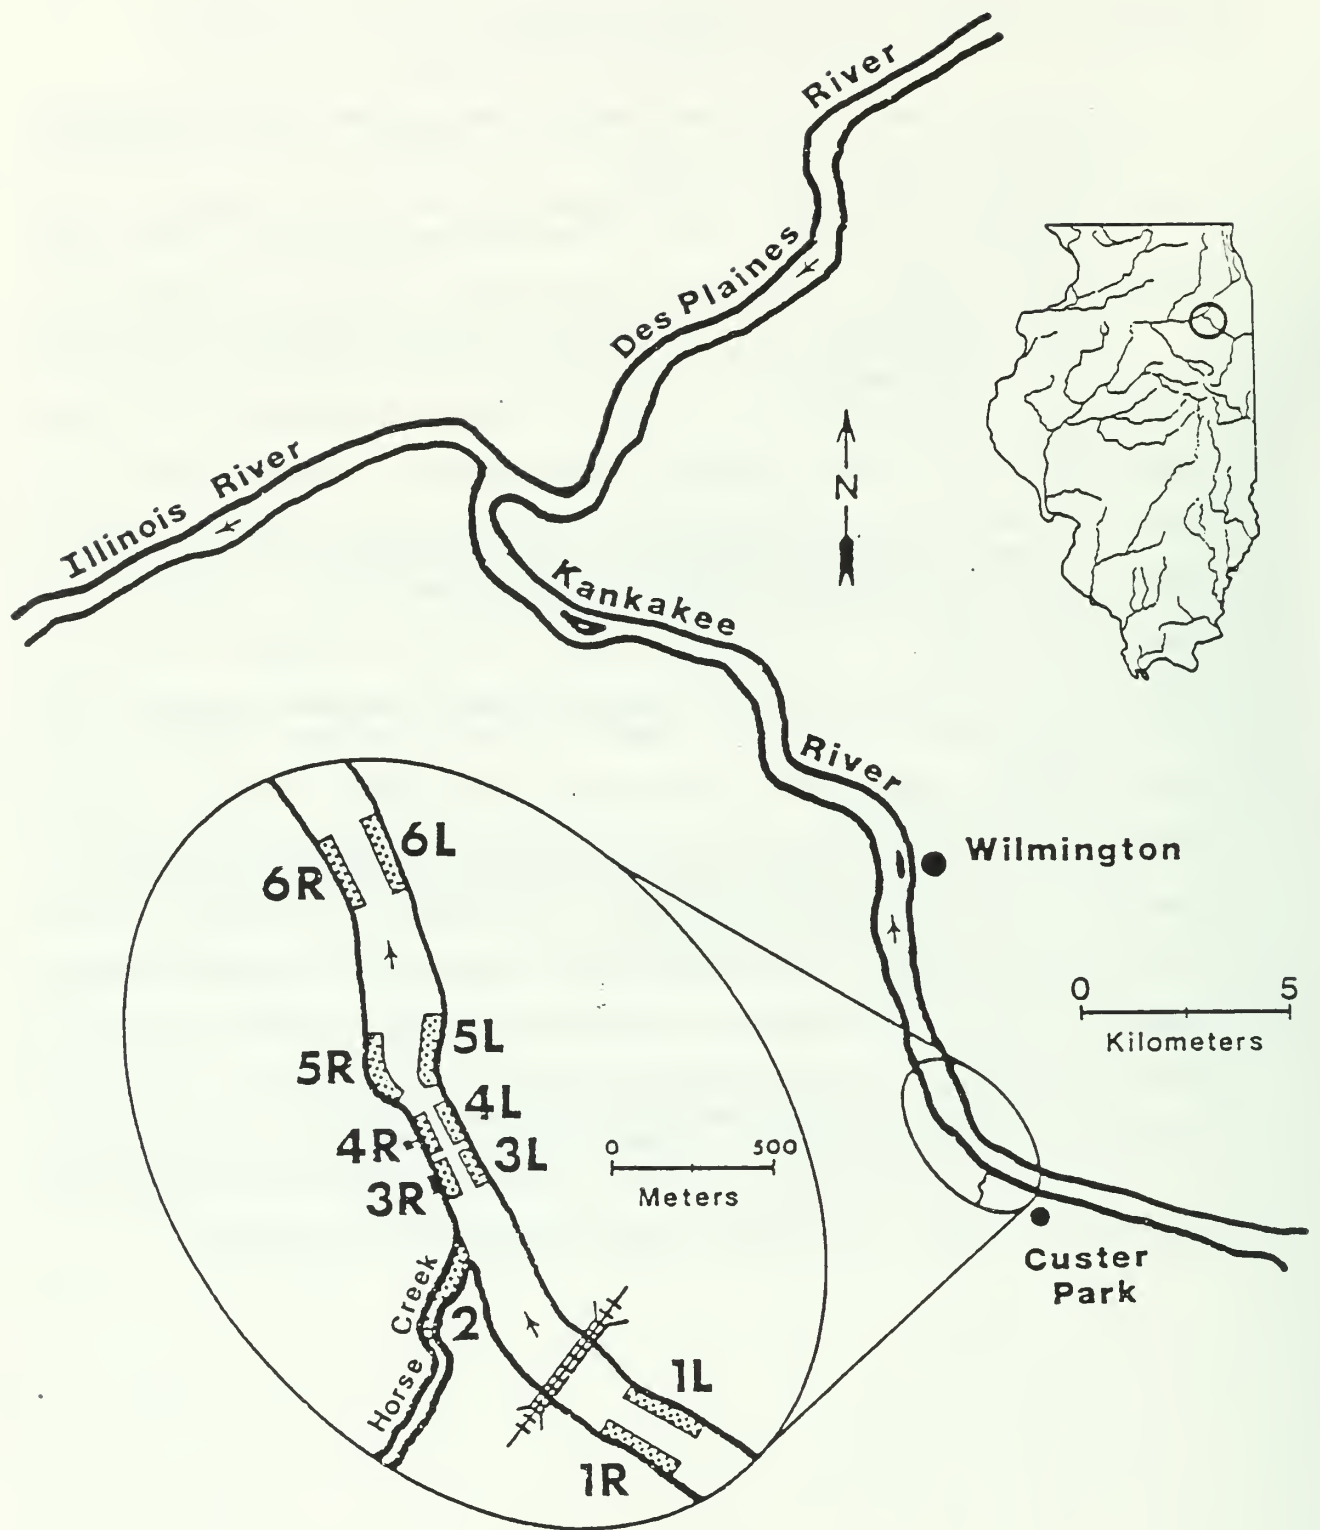 River
Des Plaines
Illinois River
N
Kankakee
River
Wilmington
0 5
Kilometers
6L
6R
5L
5R
4L
4R
3L
3R
0 500
Meters
Custer
Park
Horse Creek
2
1L
1R